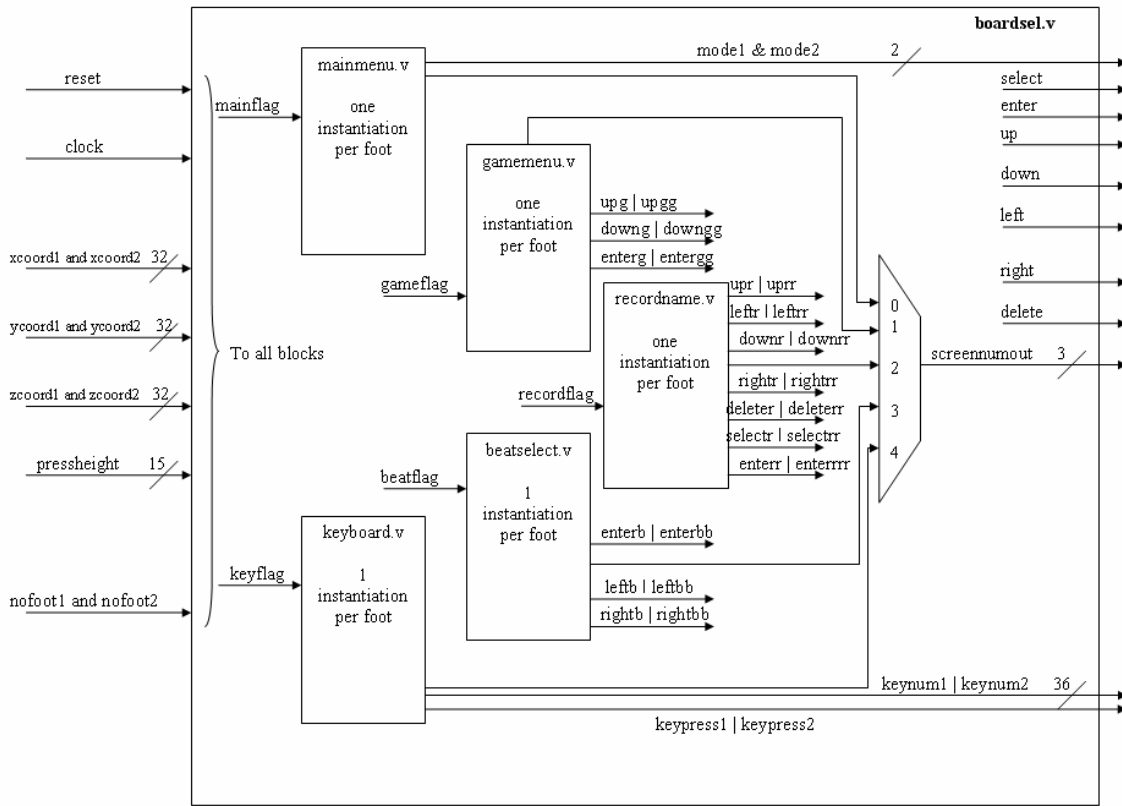 boardsel.v
mode1 & mode2 2
mainmenu.v
one
instantiation
per foot
reset
mainflag
clock
select
enter
up
down
left
right
delete
gamemenu.v
one
instantiation
per foot
upg | upgg
downg | downgg
enterg | entergg
gameflag
xcoord1 and xcoord2 32
ycoord1 and ycoord2 32
zcoord1 and zcoord2 32
pressheight 15
nofoot1 and nofoot2
To all blocks
recordname.v
one
instantiation
per foot
recordflag
upr | uprr
leftr | leftrr
downr | downrr
rightr | rightrr
deleter | deleterr
selectr | selectrr
enterr | enterrrr
0
1
2
3
4
screennumout 3
beatselect.v
1
instantiation
per foot
beatflag
enterb | enterbb
leftb | leftbb
rightb | rightbb
keyboard.v
1
instantiation
per foot
keyflag
keynum1 | keynum2 36
keypress1 | keypress2